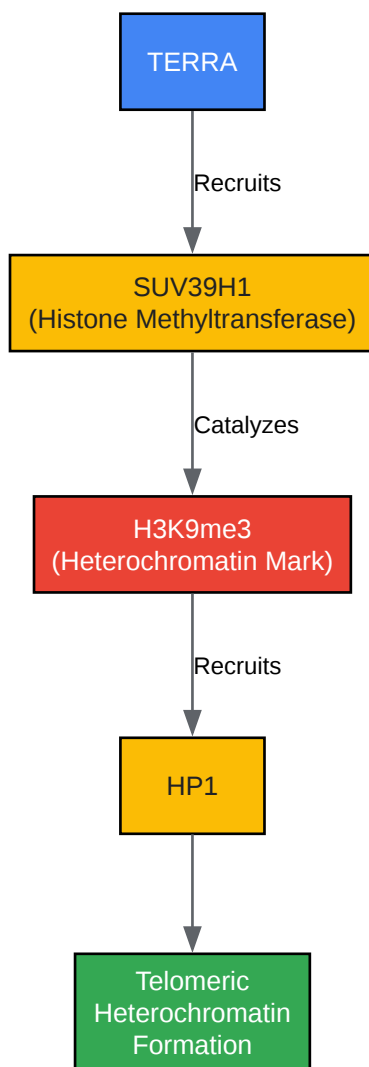 TERRA
Recruits
SUV39H1
(Histone Methyltransferase)
Catalyzes
H3K9me3
(Heterochromatin Mark)
Recruits
HP1
Telomeric
Heterochromatin
Formation